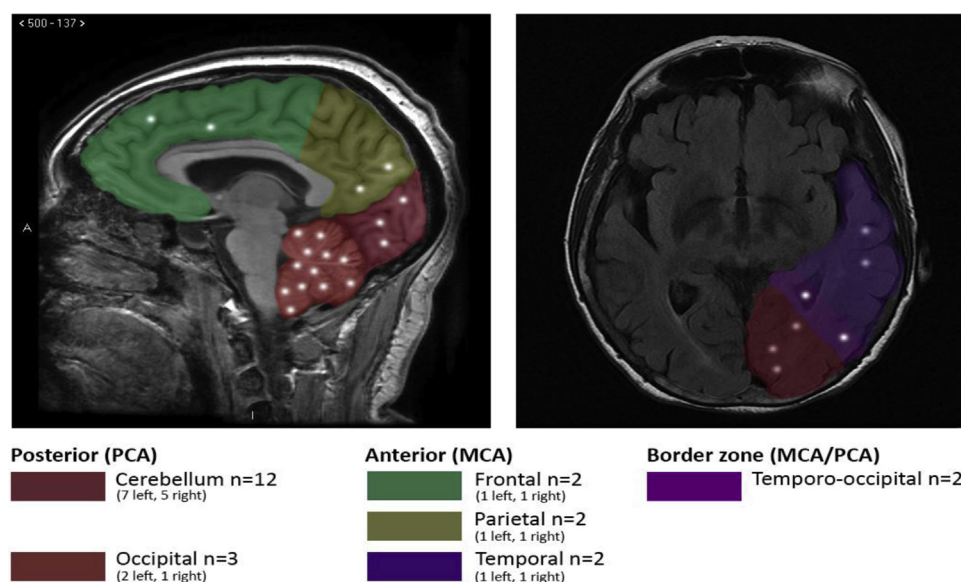 < 500 - 137 >
A
I
Posterior (PCA)
Cerebellum n=12
(7 left, 5 right)
Occipital n=3
(2 left, 1 right)
Anterior (MCA)
Frontal n=2
(1 left, 1 right)
Parietal n=2
(1 left, 1 right)
Temporal n=2
(1 left, 1 right)
Border zone (MCA/PCA)
Temporo-occipital n=2